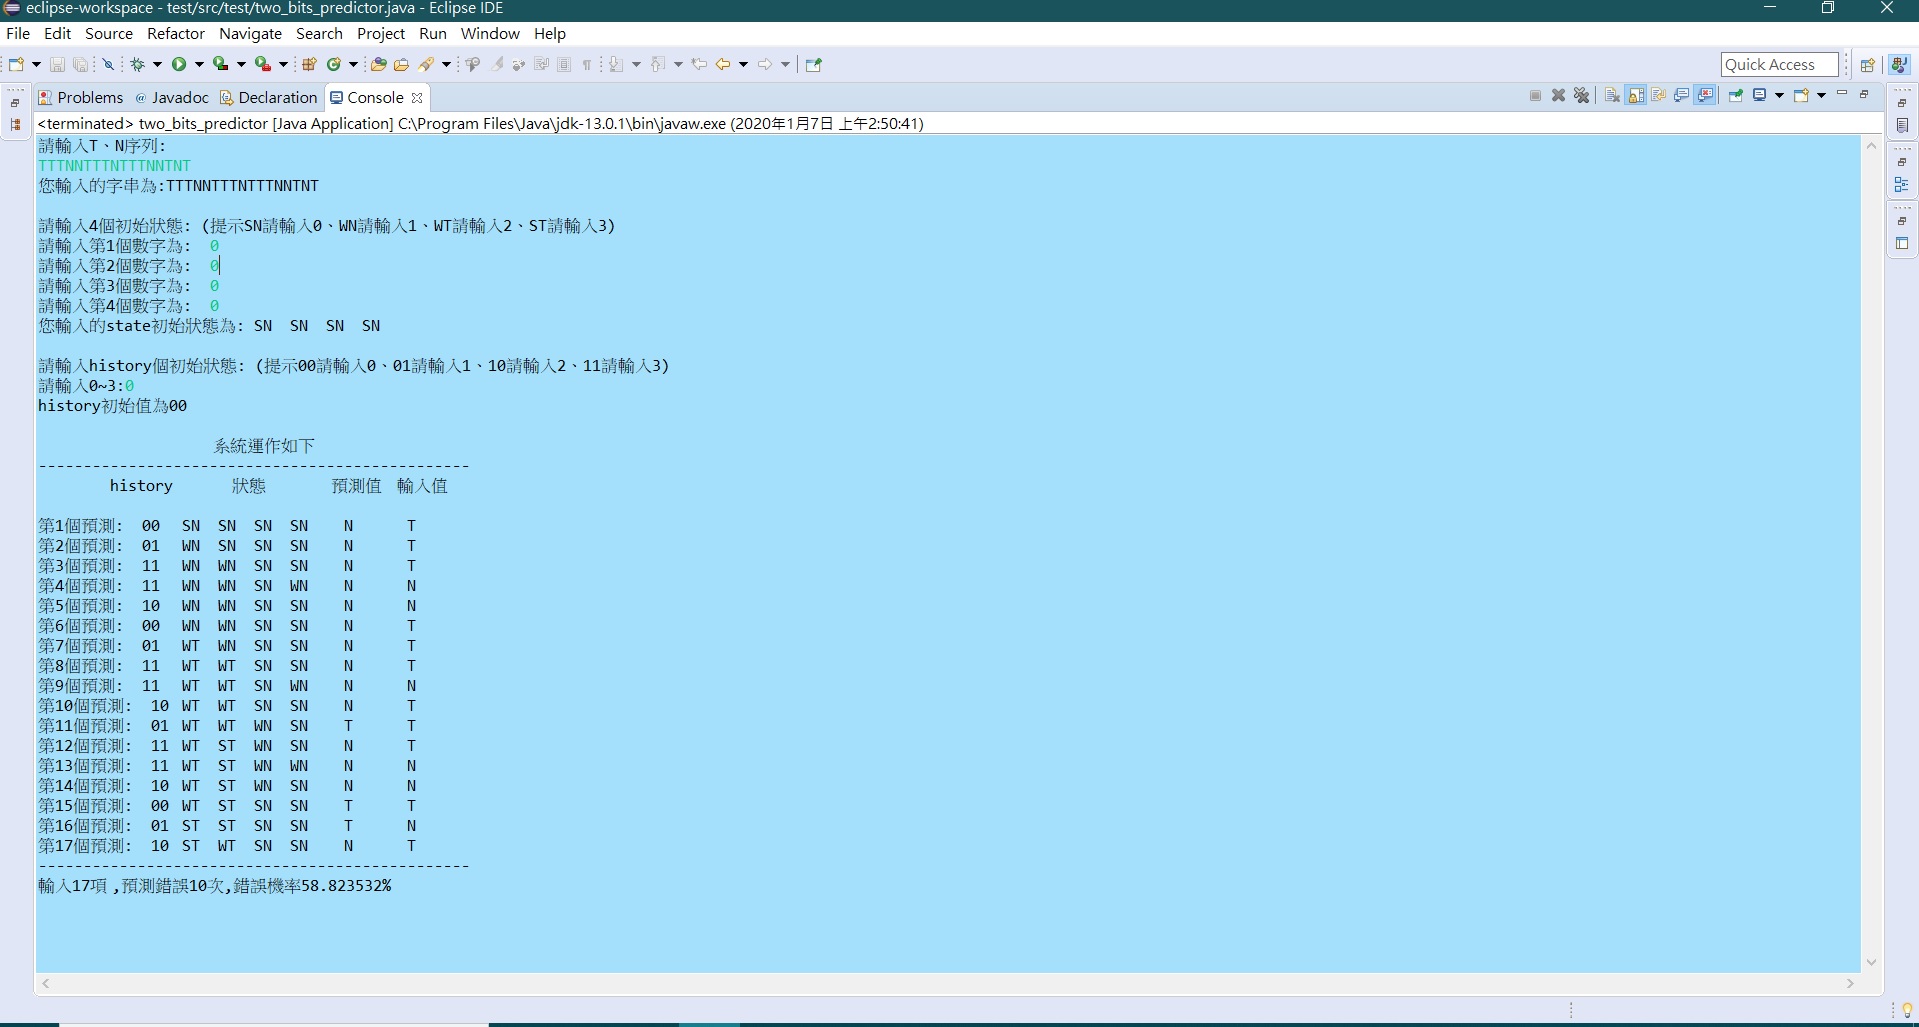 eclipse-workspace - test/src/test/two_bits_predictor.java - Eclipse IDE
File Edit Source Refactor Navigate Search Project Run Window Help
Quick Access
Problems @ Javadoc Declaration Console
<terminated> two_bits_predictor [Java Application] C:\Program Files\Java\jdk-13.0.1\bin\javaw.exe (2020年1月7日 上午2:50:41)
請輸入T、N序列:
TTTNNTTTNTTTNNTNT
您輸入的字串為:TTTNNTTTNTTTNNTNT
請輸入4個初始狀態: (提示SN請輸入0、WN請輸入1、WT請輸入2、ST請輸入3)
請輸入第1個數字為: 0
請輸入第2個數字為: 0
請輸入第3個數字為: 0
請輸入第4個數字為: 0
您輸入的state初始狀態為: SN SN SN SN
請輸入history個初始狀態: (提示00請輸入0、01請輸入1、10請輸入2、11請輸入3)
請輸入0~3:0
history初始值為00
系統運作如下
------------------------------------------------
history 狀態 預測值 輸入值
第1個預測: 00 SN SN SN SN N T
第2個預測: 01 WN SN SN SN N T
第3個預測: 11 WN WN SN SN N T
第4個預測: 11 WN WN SN WN N N
第5個預測: 10 WN WN SN SN N N
第6個預測: 00 WN WN SN SN N T
第7個預測: 01 WT WN SN SN N T
第8個預測: 11 WT WT SN SN N T
第9個預測: 11 WT WT SN WN N N
第10個預測: 10 WT WT SN SN N T
第11個預測: 01 WT WT WN SN T T
第12個預測: 11 WT ST WN SN N T
第13個預測: 11 WT ST WN WN N N
第14個預測: 10 WT ST WN SN N N
第15個預測: 00 WT ST SN SN T T
第16個預測: 01 ST ST SN SN T N
第17個預測: 10 ST WT SN SN N T
------------------------------------------------
輸入17項 ,預測錯誤10次,錯誤機率58.823532%